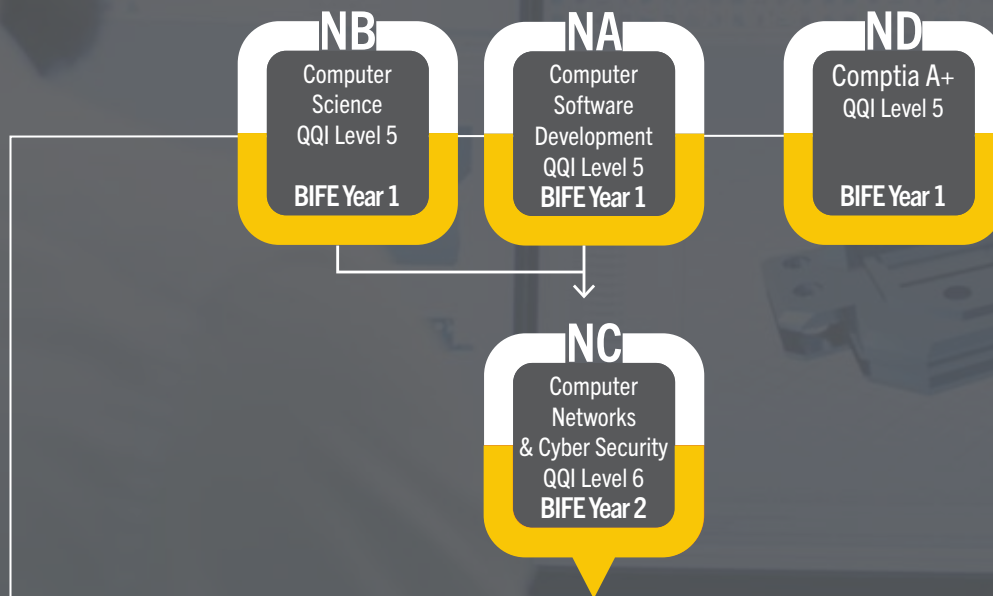 NB
Computer
Science
QQI Level 5
BIFE Year 1
NA
Computer
Software
Development
QQI Level 5
BIFE Year 1
ND
Comptia A+
QQI Level 5
BIFE Year 1
NC
Computer
Networks
& Cyber Security
QQI Level 6
BIFE Year 2